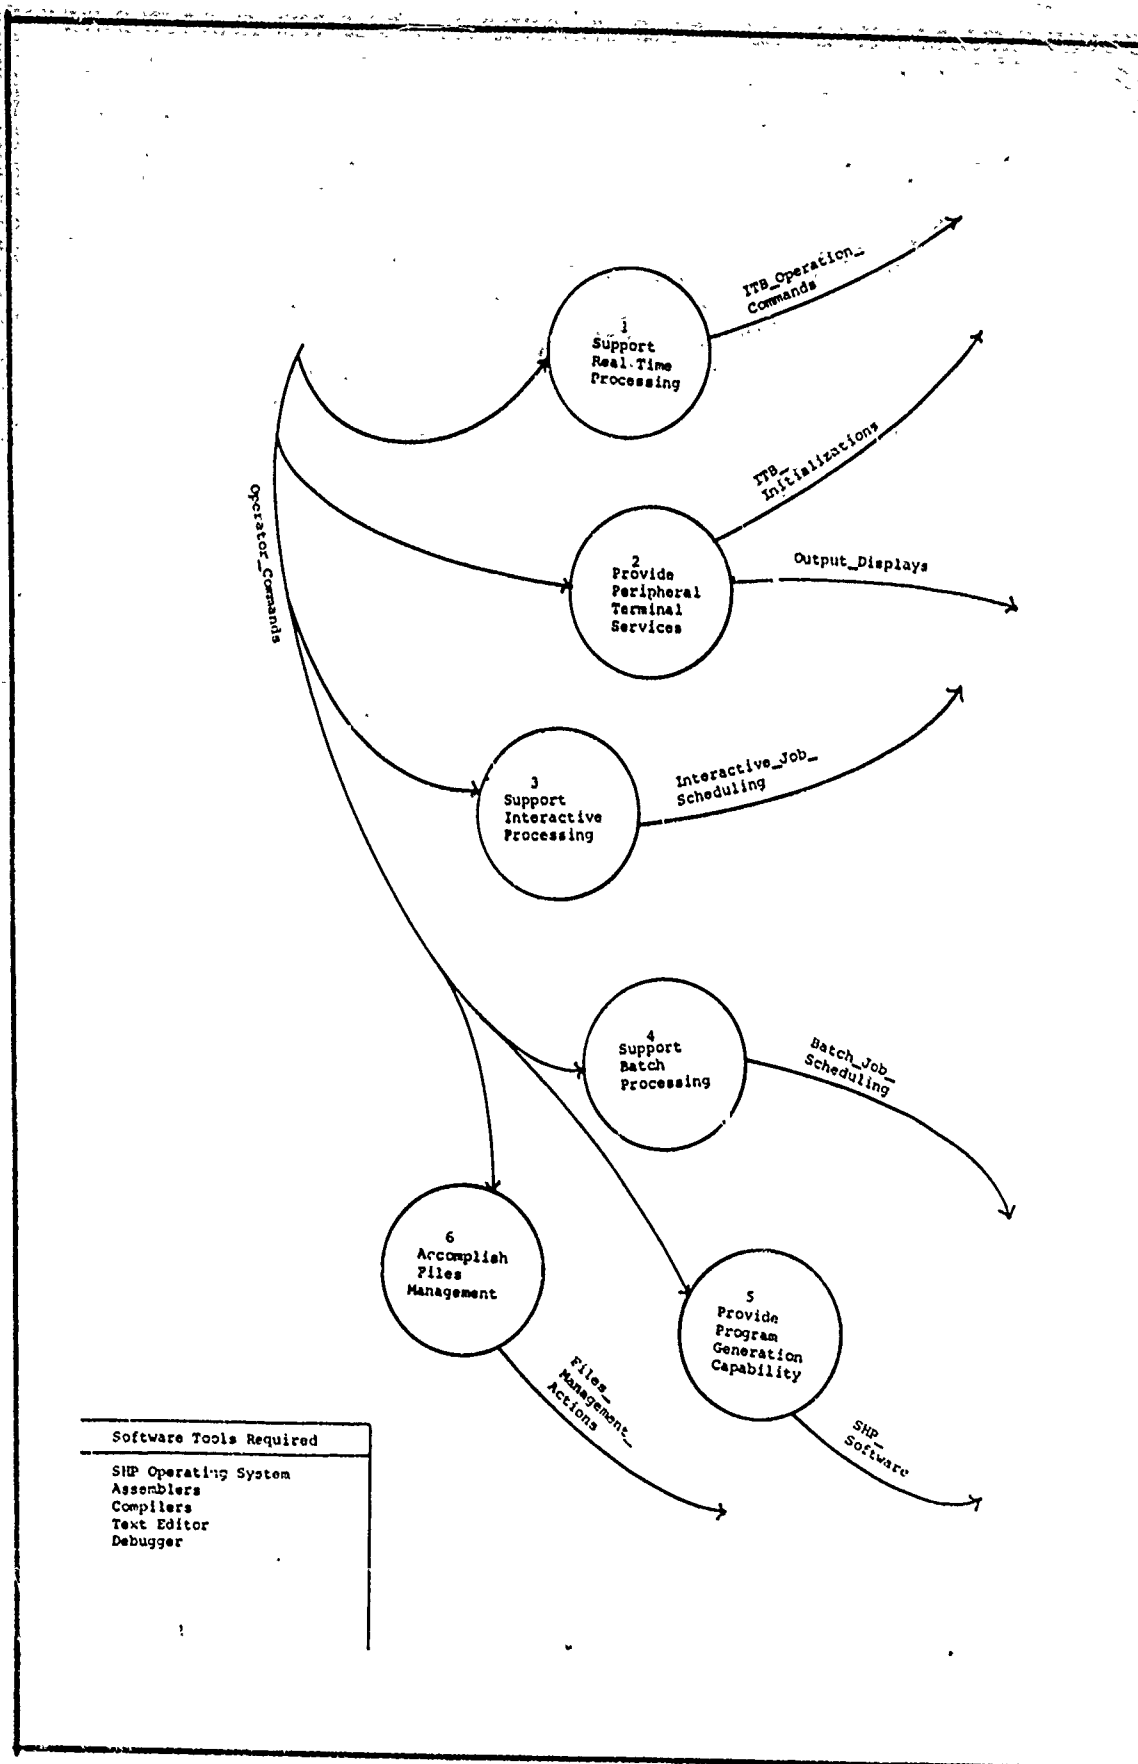 ITB_Operation_
Commands
1
Support
Real-Time
Processing
ITB_
Initializations
Operator_Commands
2
Provide
Peripheral
Terminal
Services
Output_Displays
3
Support
Interactive
Processing
Interactive_Job_
Scheduling
4
Support
Batch
Processing
Batch_Job_
Scheduling
6
Accomplish
Files
Management
5
Provide
Program
Generation
Capability
Files_
Management_
Actions
SHP_
Software
Software Tools Required
SHP Operating System
Assemblers
Compilers
Text Editor
Debugger